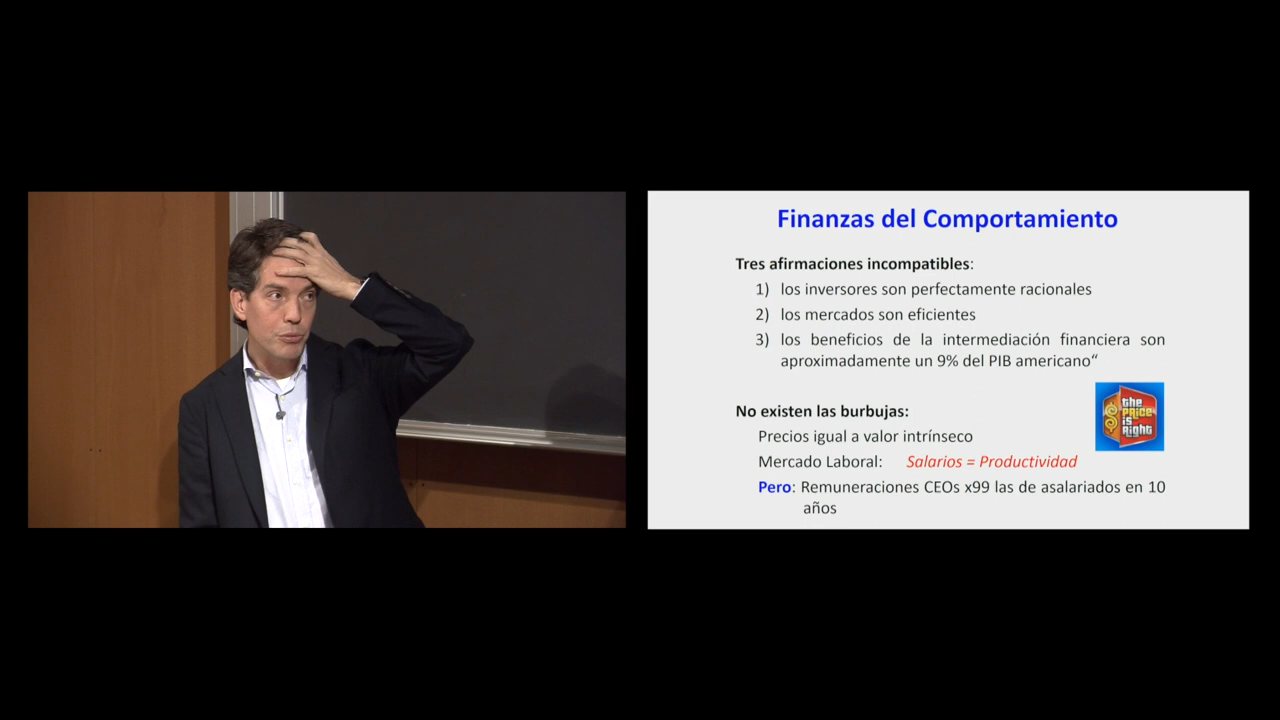 Finanzas del Comportamiento
Tres afirmaciones incompatibles:
1) los inversores son perfectamente racionales
2) los mercados son eficientes
3) los beneficios de la intermediación financiera son
aproximadamente un 9% del PIB americano“
the
PRICE
is
Right
No existen las burbujas:
Precios igual a valor intrínseco
Mercado Laboral: Salarios = Productividad
Pero: Remuneraciones CEOs x99 las de asalariados en 10
años